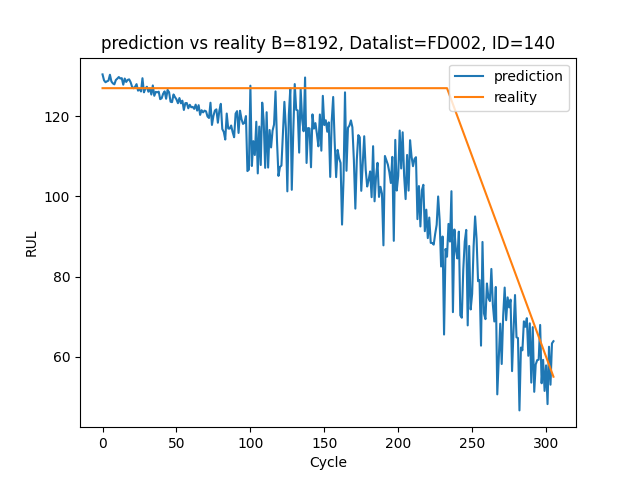 prediction vs reality B=8192, Datalist=FD002, ID=140
prediction
reality
120
100
80
60
RUL
0 50 100 150 200 250 300
Cycle